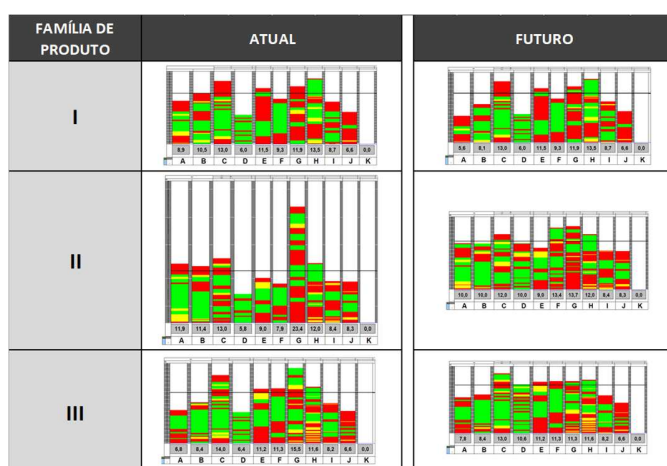 FAMÍLIA DE PRODUTO ATUAL FUTURO
I
8,9 10,5 13,0 6,0 11,5 9,3 11,9 13,5 8,7 6,6 0,0
A B C D E F G H I J K
5,6 8,1 13,0 6,0 11,5 9,3 11,9 13,5 8,7 6,6 0,0
A B C D E F G H I J K
II
11,9 11,4 13,0 5,8 9,0 7,9 23,4 12,0 8,4 8,3 0,0
A B C D E F G H I J K
10,0 10,0 12,0 10,0 9,0 13,4 13,7 12,0 8,4 8,3 0,0
A B C D E F G H I J K
III
6,8 8,4 14,0 6,4 11,2 11,3 15,5 11,6 8,2 6,6 0,0
A B C D E F G H I J K
7,8 8,4 13,0 10,6 11,2 11,3 11,3 11,6 8,2 6,6 0,0
A B C D E F G H I J K